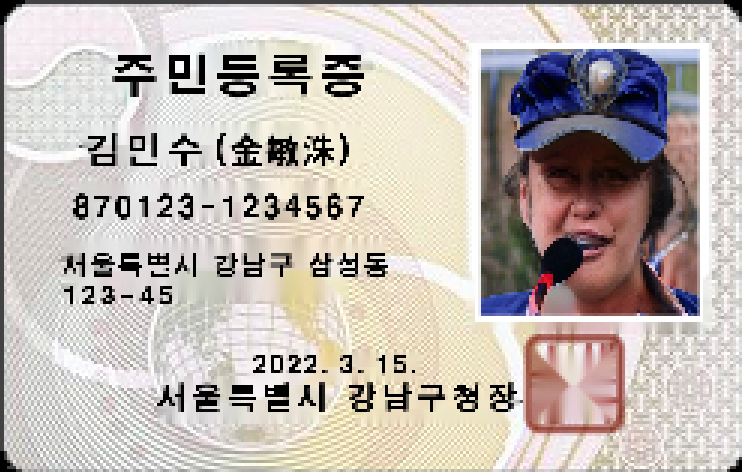 주민등록증
김민수(金敏洙)
870123-1234567
서울특별시 강남구 삼성동
123-45
2022. 3. 15.
서울특별시 강남구청장